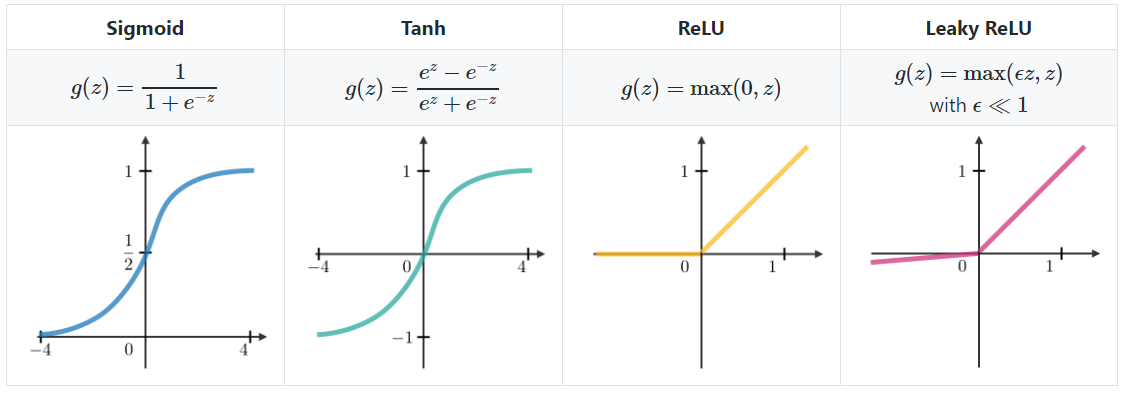 Sigmoid
Tanh
ReLU
Leaky ReLU
g(z) = 1 / (1 + e^{−z})
g(z) = (e^z − e^{−z}) / (e^z + e^{−z})
g(z) = max(0, z)
g(z) = max(ϵz, z)
with ϵ ≪ 1
1
1/2
−4
0
4
1
−4
0
4
−1
1
0
1
1
0
1